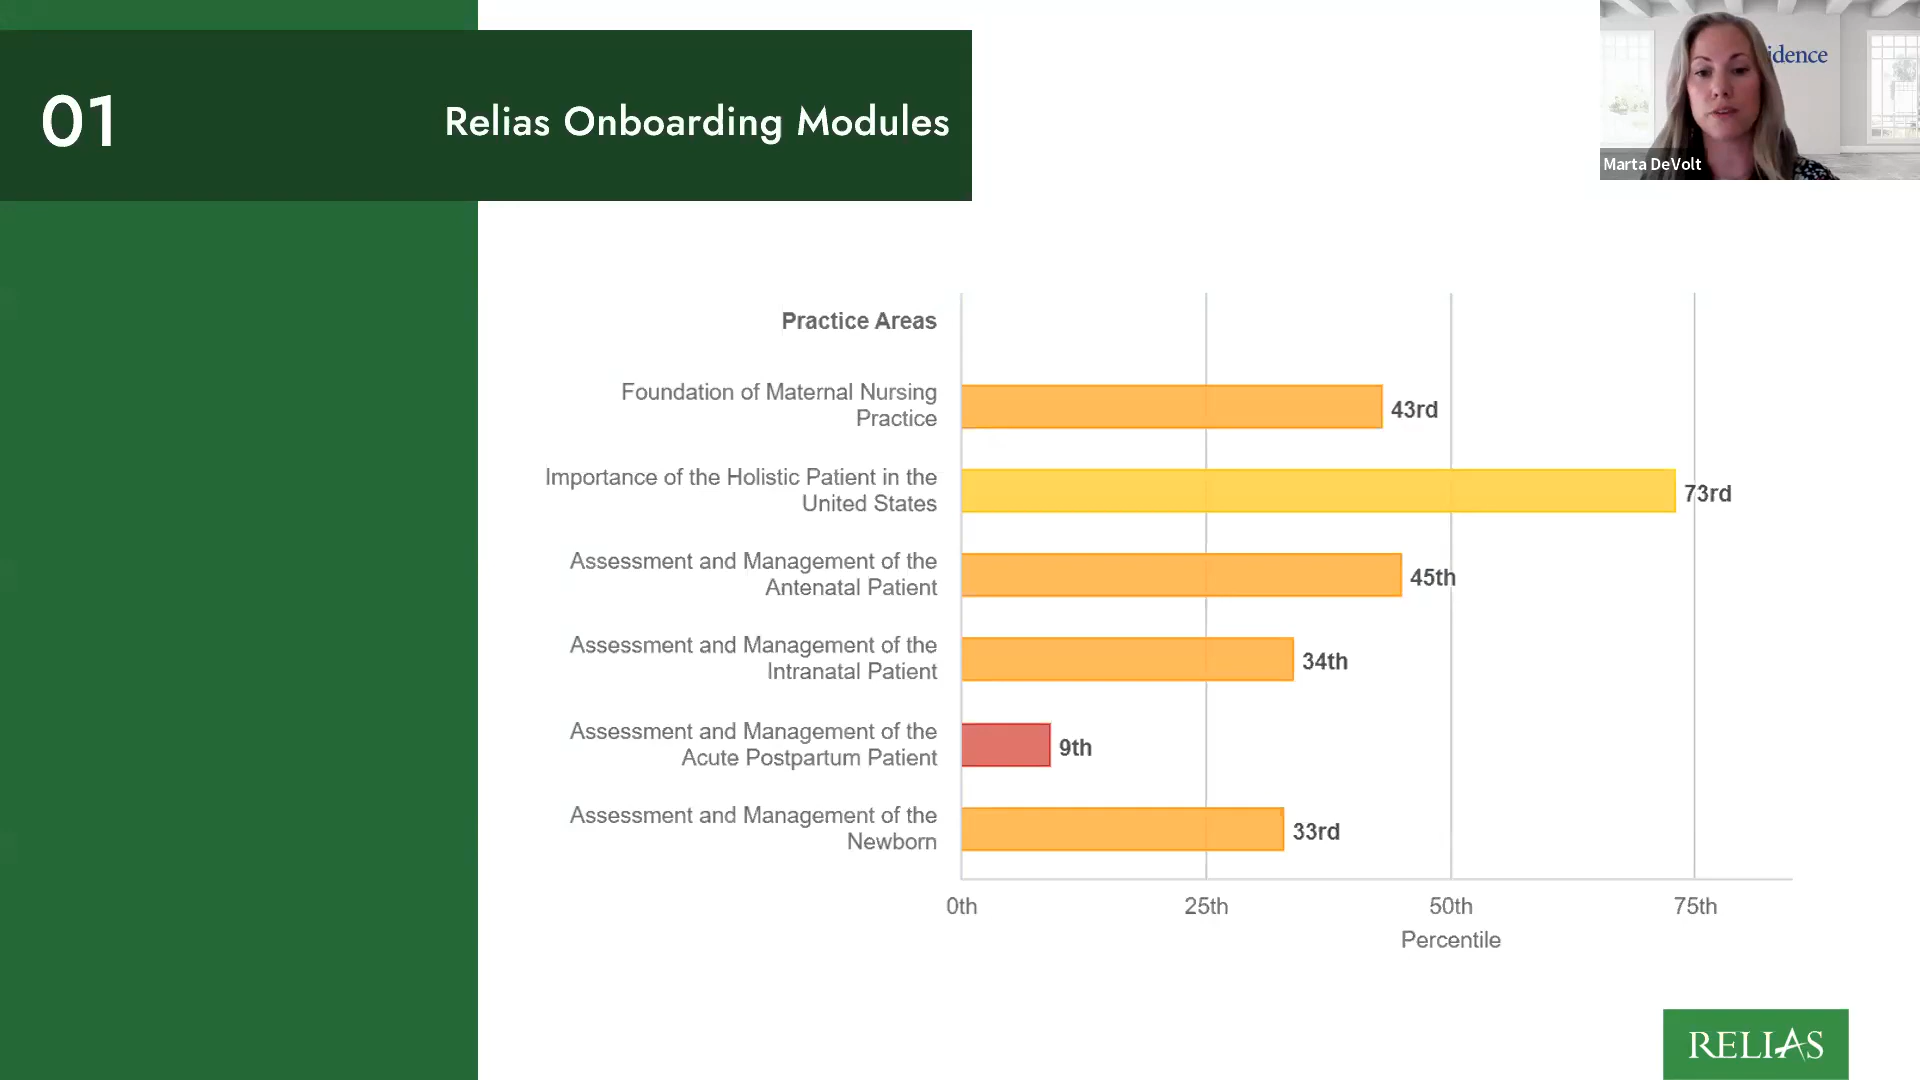 01
Relias Onboarding Modules
idence
Marta DeVolt
Practice Areas
Foundation of Maternal Nursing
Practice
43rd
Importance of the Holistic Patient in the
United States
73rd
Assessment and Management of the
Antenatal Patient
45th
Assessment and Management of the
Intranatal Patient
34th
Assessment and Management of the
Acute Postpartum Patient
9th
Assessment and Management of the
Newborn
33rd
0th
25th
50th
75th
Percentile
RELIAS